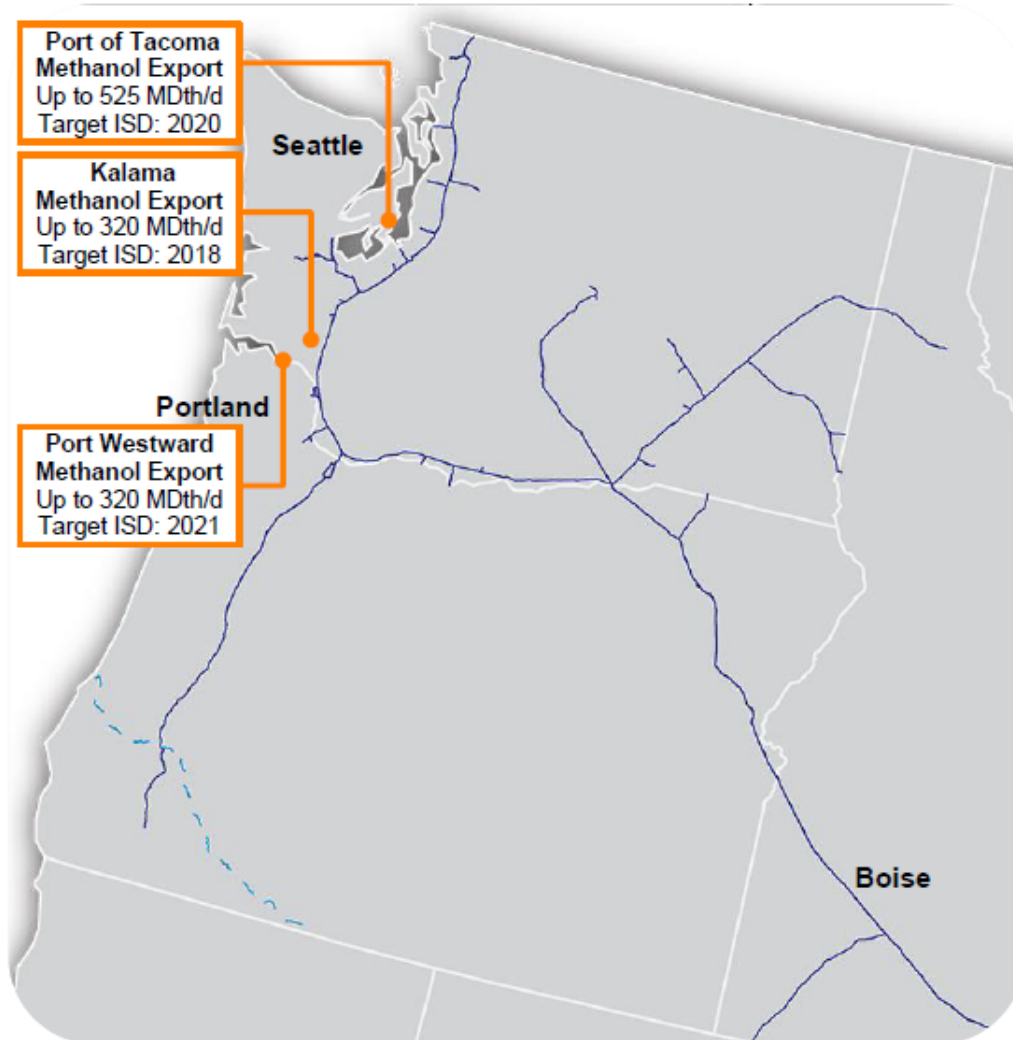 Port of Tacoma
Methanol Export
Up to 525 MDth/d
Target ISD: 2020
Seattle
Kalama
Methanol Export
Up to 320 MDth/d
Target ISD: 2018
Portland
Port Westward
Methanol Export
Up to 320 MDth/d
Target ISD: 2021
Boise